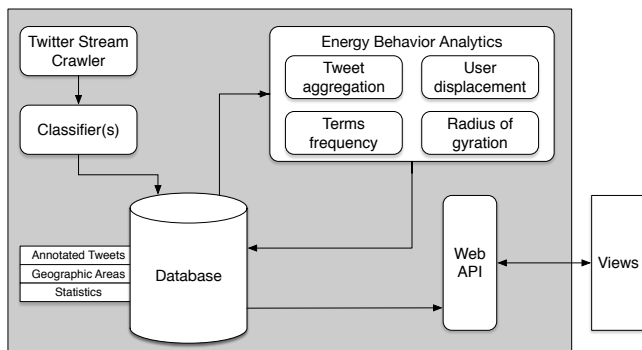 Twitter Stream
Crawler
Classifier(s)
Energy Behavior Analytics
Tweet
aggregation
User
displacement
Terms
frequency
Radius of
gyration
Annotated Tweets
Geographic Areas
Statistics
Database
Web
API
Views